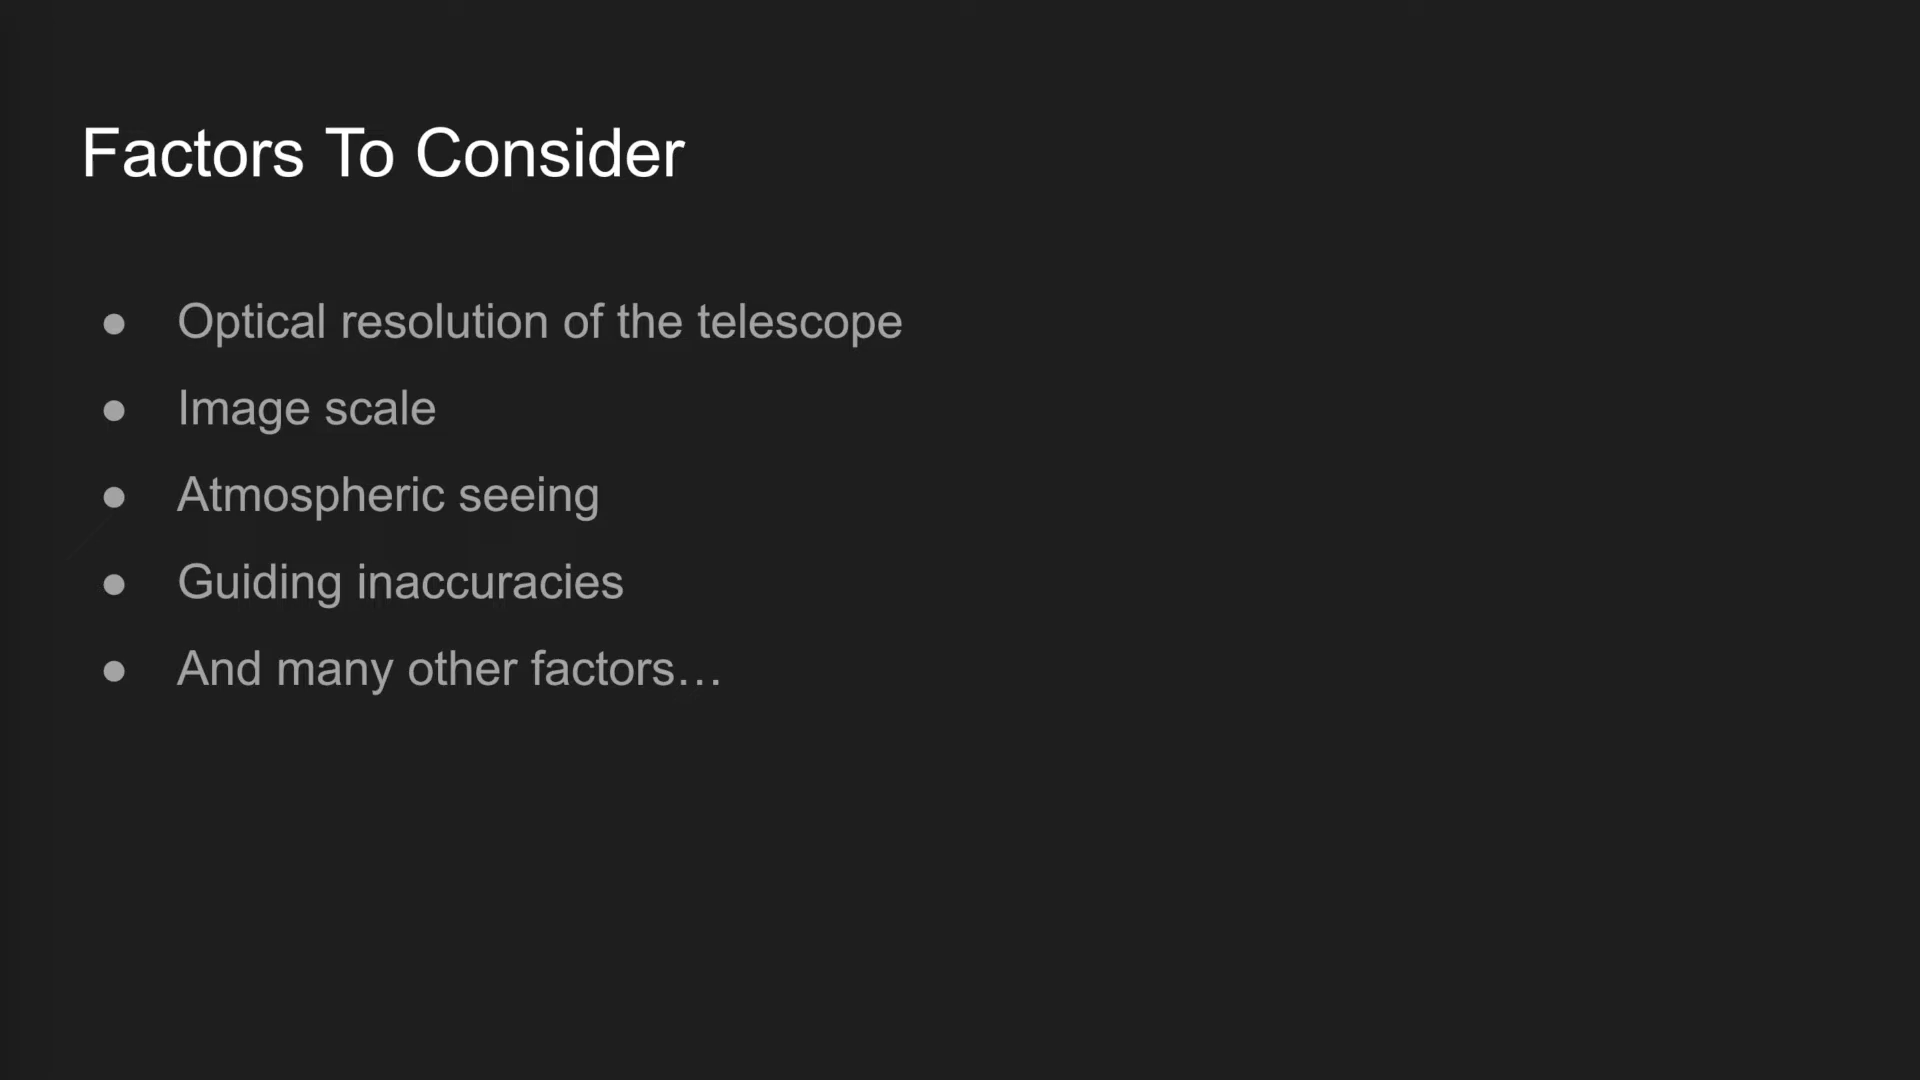 Factors To Consider
● Optical resolution of the telescope
● Image scale
● Atmospheric seeing
● Guiding inaccuracies
● And many other factors…